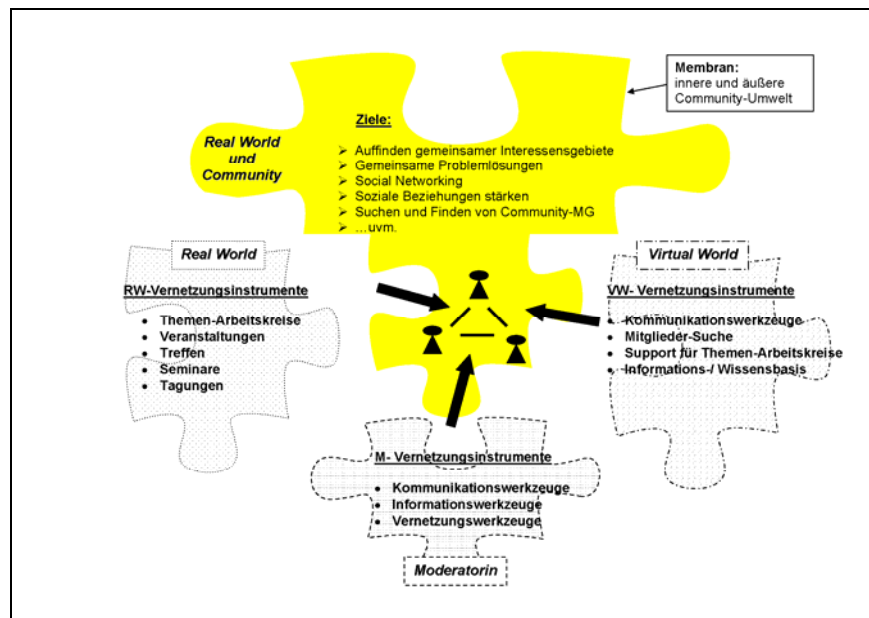 Membran:
innere und äußere
Community-Umwelt
Real World
und
Community
Ziele:
➢ Auffinden gemeinsamer Interessensgebiete
➢ Gemeinsame Problemlösungen
➢ Social Networking
➢ Soziale Beziehungen stärken
➢ Suchen und Finden von Community-MG
➢ ...uvm.
Real World
RW-Vernetzungsinstrumente
• Themen-Arbeitskreise
• Veranstaltungen
• Treffen
• Seminare
• Tagungen
Virtual World
VW- Vernetzungsinstrumente
• Kommunikationswerkzeuge
• Mitglieder-Suche
• Support für Themen-Arbeitskreise
• Informations-/ Wissensbasis
M- Vernetzungsinstrumente
• Kommunikationswerkzeuge
• Informationswerkzeuge
• Vernetzungswerkzeuge
Moderatorin